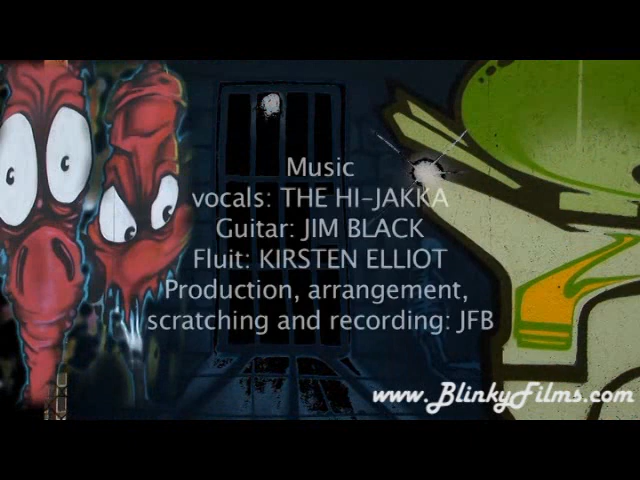 Music
vocals: THE HI-JAKKA
Guitar: JIM BLACK
Fluit: KIRSTEN ELLIOT
Production, arrangement,
scratching and recording: JFB
www.BlinkyFilms.com